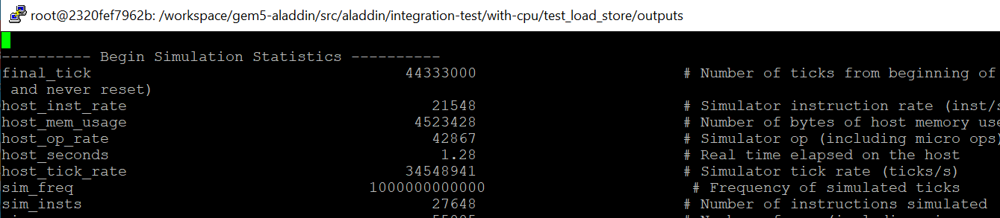 root@2320fef7962b: /workspace/gem5-aladdin/src/aladdin/integration-test/with-cpu/test_load_store/outputs
---------- Begin Simulation Statistics ----------
final_tick 44333000 # Number of ticks from beginning of
and never reset)
host_inst_rate 21548 # Simulator instruction rate (inst/s
host_mem_usage 4523428 # Number of bytes of host memory use
host_op_rate 42867 # Simulator op (including micro ops)
host_seconds 1.28 # Real time elapsed on the host
host_tick_rate 34548941 # Simulator tick rate (ticks/s)
sim_freq 1000000000000 # Frequency of simulated ticks
sim_insts 27648 # Number of instructions simulated